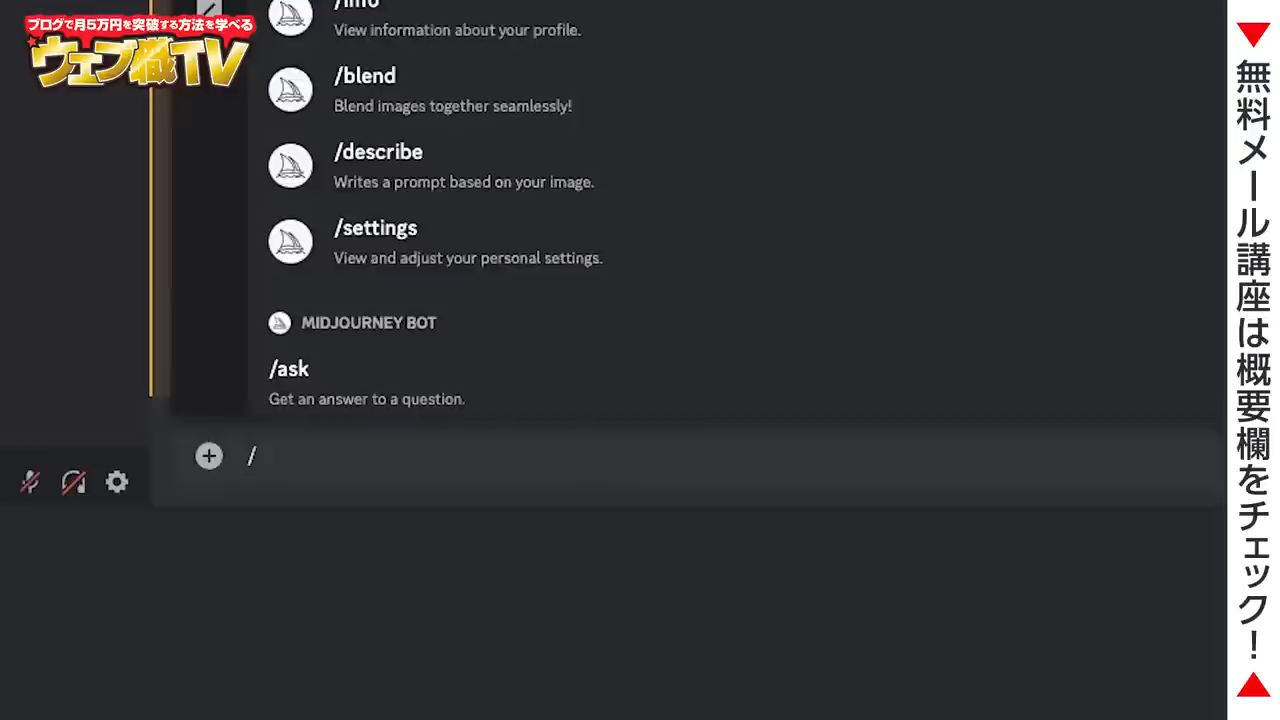 ブログで月5万円を突破する方法を学べる
ウェブ職TV
/info
View information about your profile.
/blend
Blend images together seamlessly!
/describe
Writes a prompt based on your image.
/settings
View and adjust your personal settings.
MIDJOURNEY BOT
/ask
Get an answer to a question.
/
無料メール講座は概要欄をチェック！